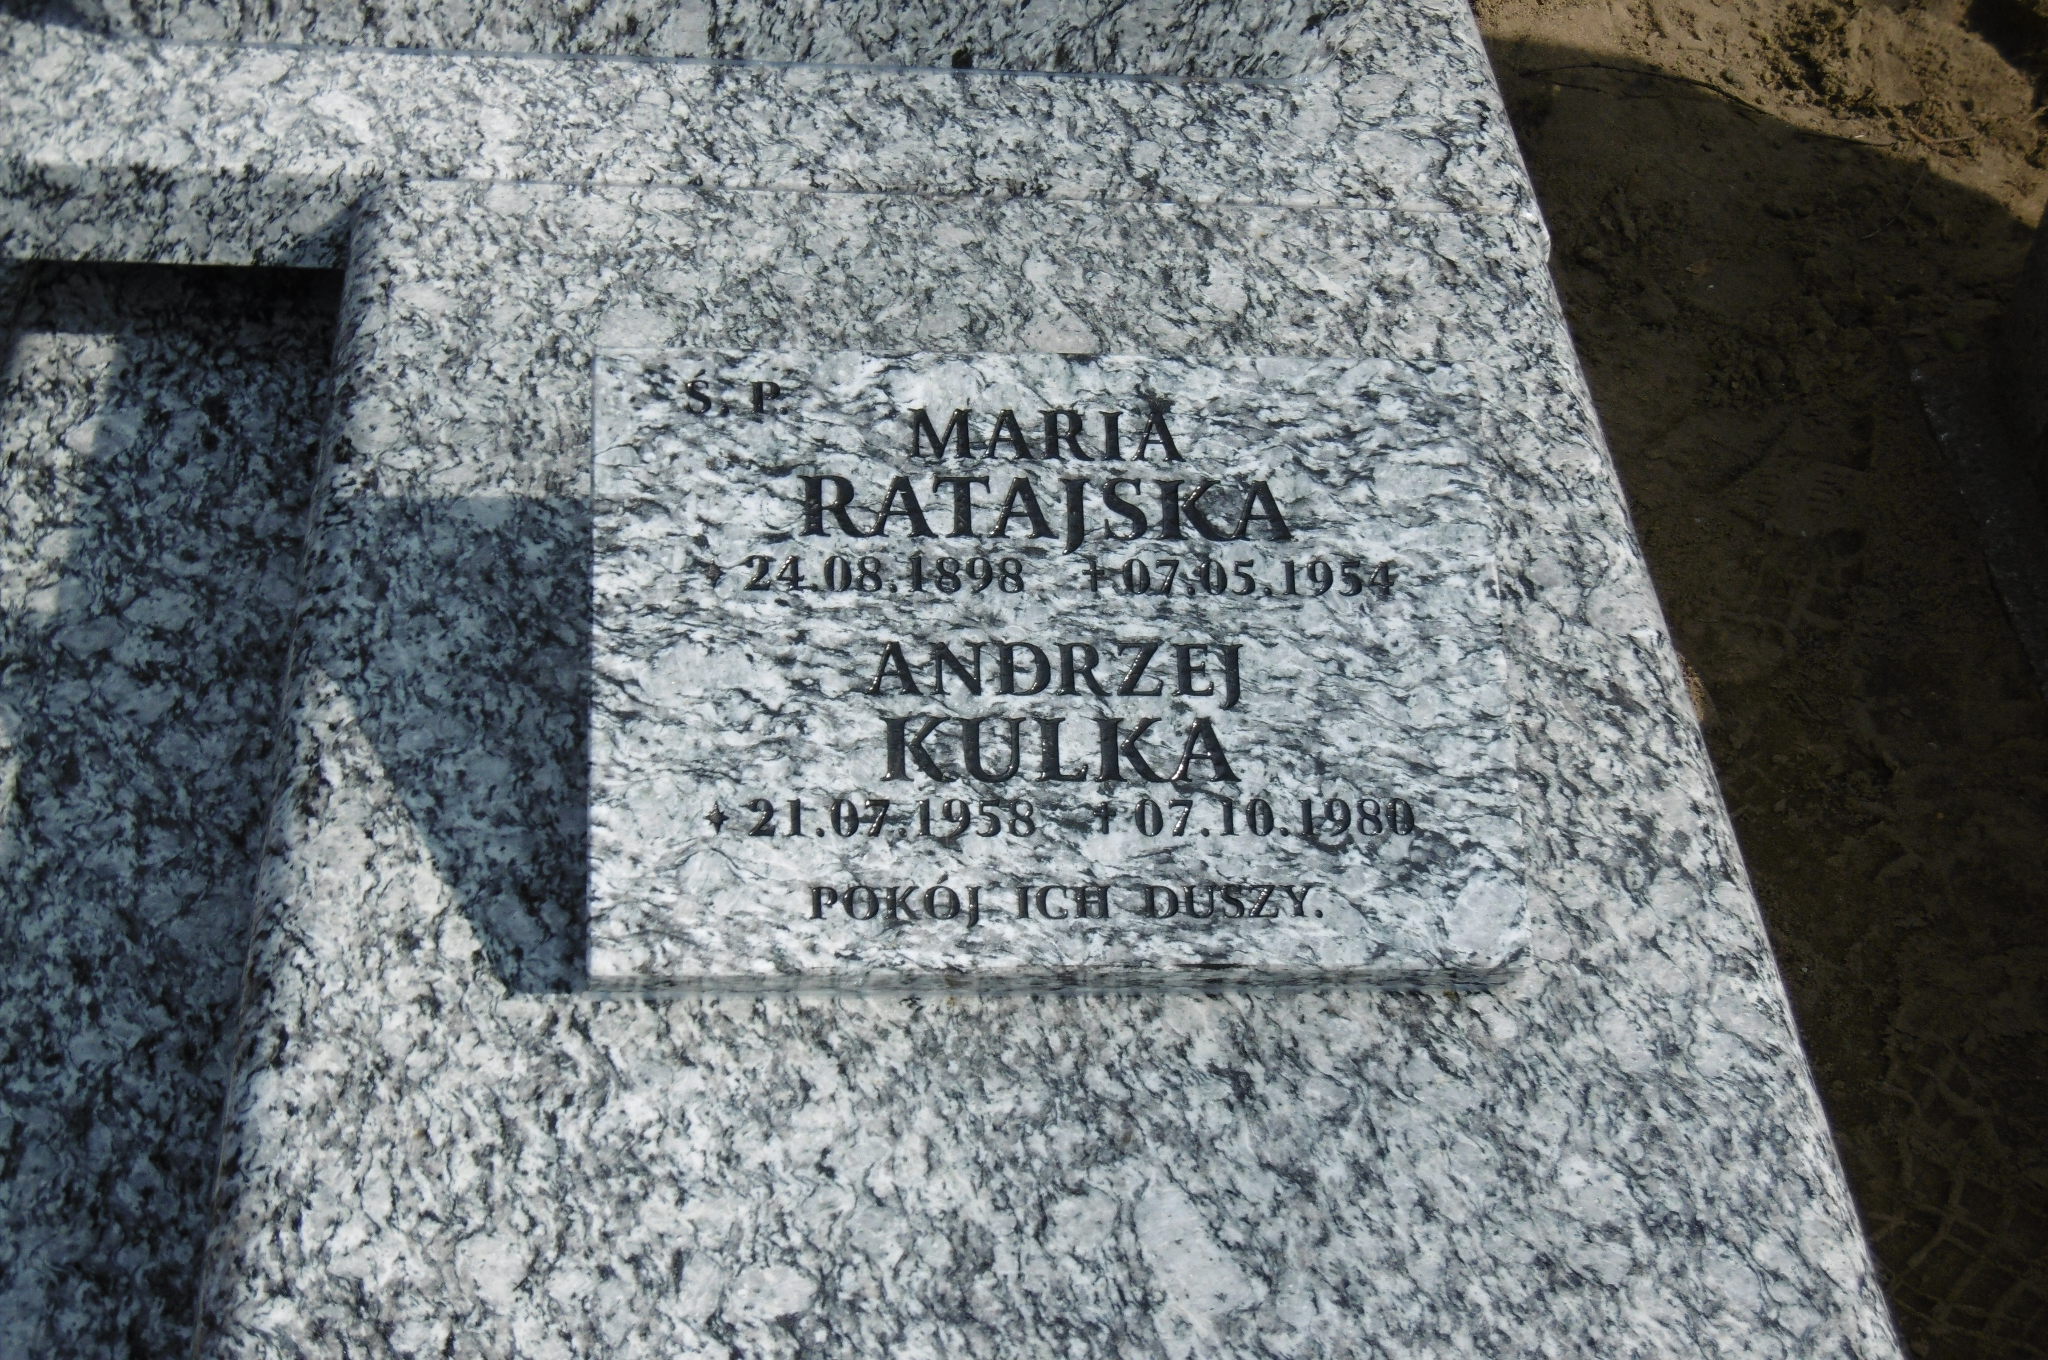 Ś. P.
MARIA
RATAJSKA
24.08.1898 †07.05.1954
ANDRZEJ
KULKA
21.07.1958 †07.10.1980
POKÓJ ICH DUSZY.